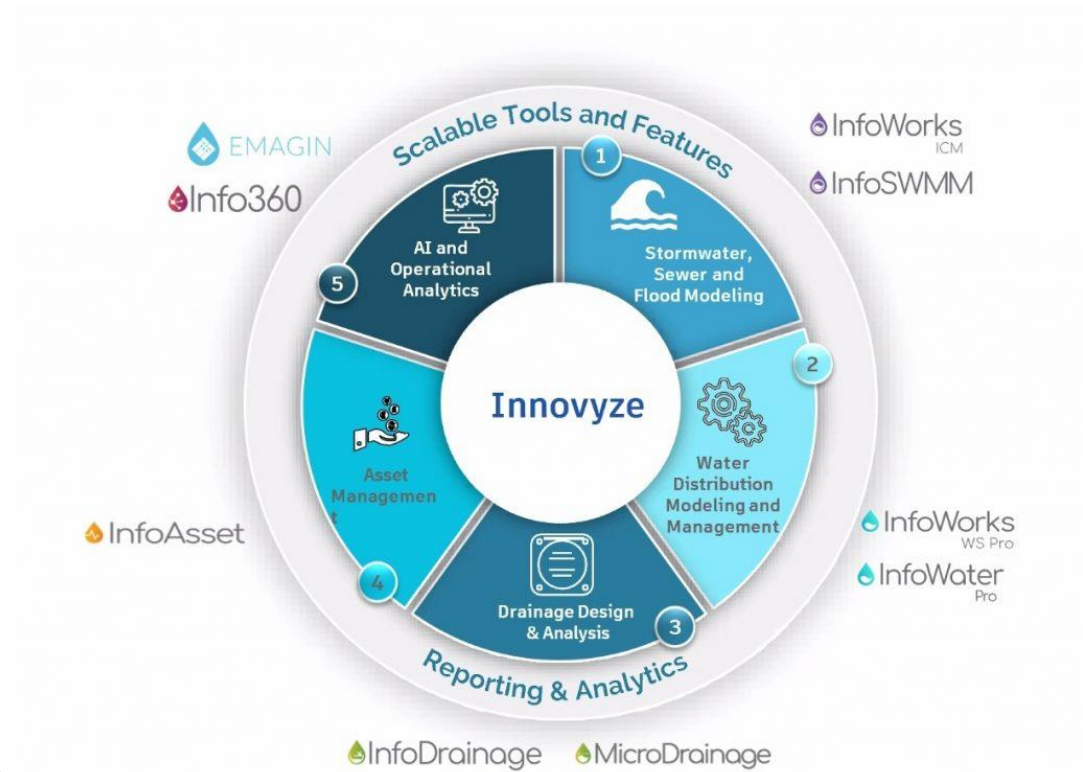 Scalable Tools and Features
EMAGIN
Info360
InfoWorks
ICM
InfoSWMM
1
Stormwater,
Sewer and
Flood Modeling
AI and
Operational
Analytics
5
2
Innovyze
Water
Distribution
Modeling and
Management
Asset
Managemen
t
InfoAsset
InfoWorks
WS Pro
InfoWater
Pro
4
Drainage Design
& Analysis
3
Reporting & Analytics
InfoDrainage
MicroDrainage